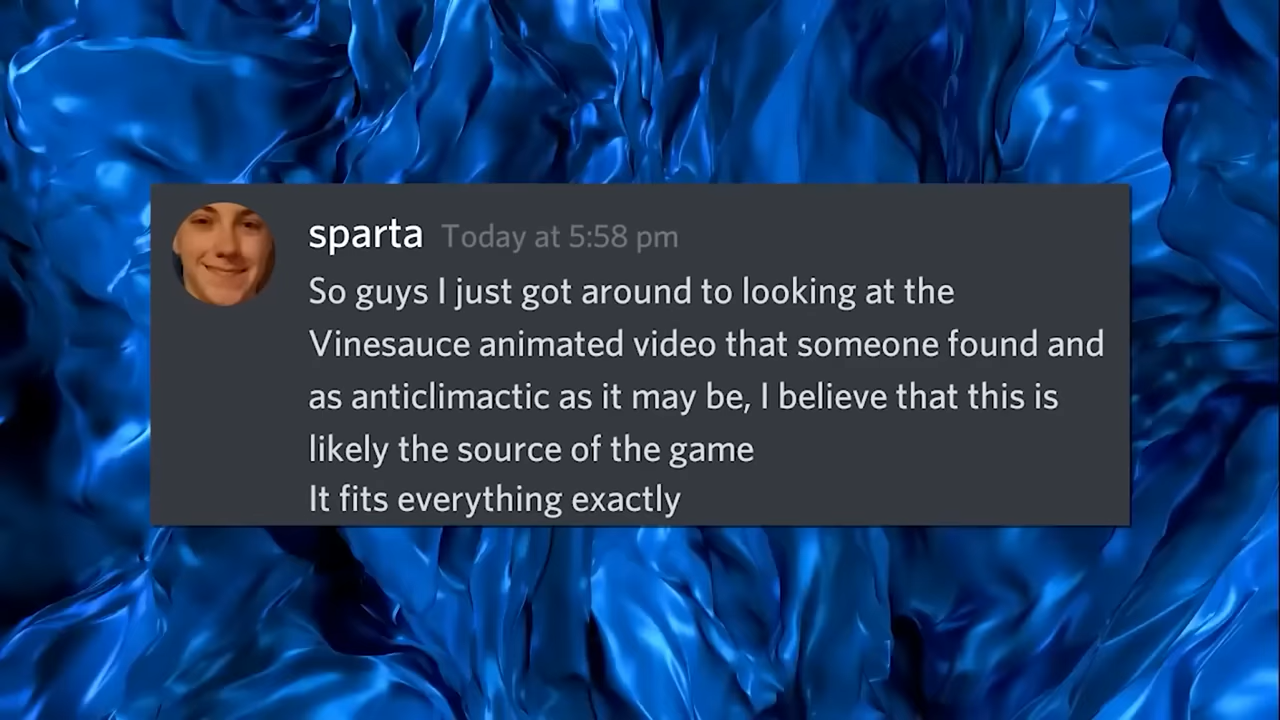 sparta Today at 5:58 pm
So guys I just got around to looking at the
Vinesauce animated video that someone found and
as anticlimactic as it may be, I believe that this is
likely the source of the game
It fits everything exactly